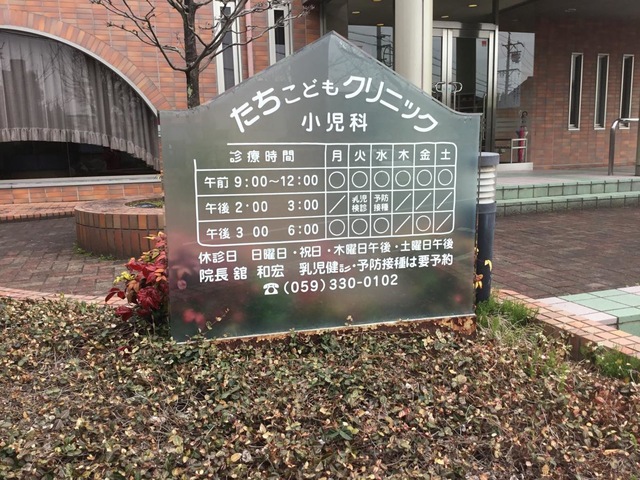 たちこどもクリニック
小児科
診療時間 月 火 水 木 金 土
午前 9:00～12:00 ○ ○ ○ ○ ○ ○
午後 2:00 3:00 ／ 乳児検診 予防接種 ／ ／ ／
午後 3:00 6:00 ○ ○ ○ ／ ○ ／
休診日 日曜日・祝日・木曜日午後・土曜日午後
院長 舘 和宏 乳児健診・予防接種は要予約
☎(059)330-0102